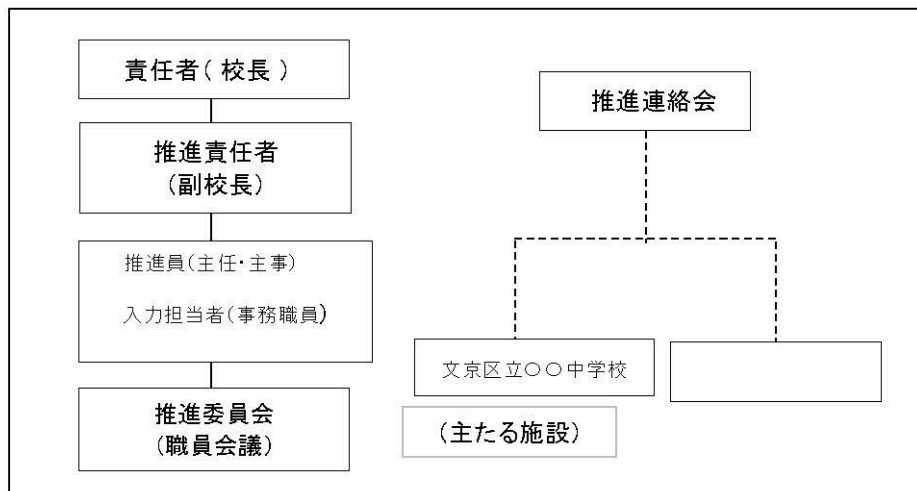 責任者( 校長 )
推進責任者
(副校長)
推進員(主任・主事)
入力担当者(事務職員)
推進委員会
(職員会議)
推進連絡会
文京区立○○中学校
(主たる施設)